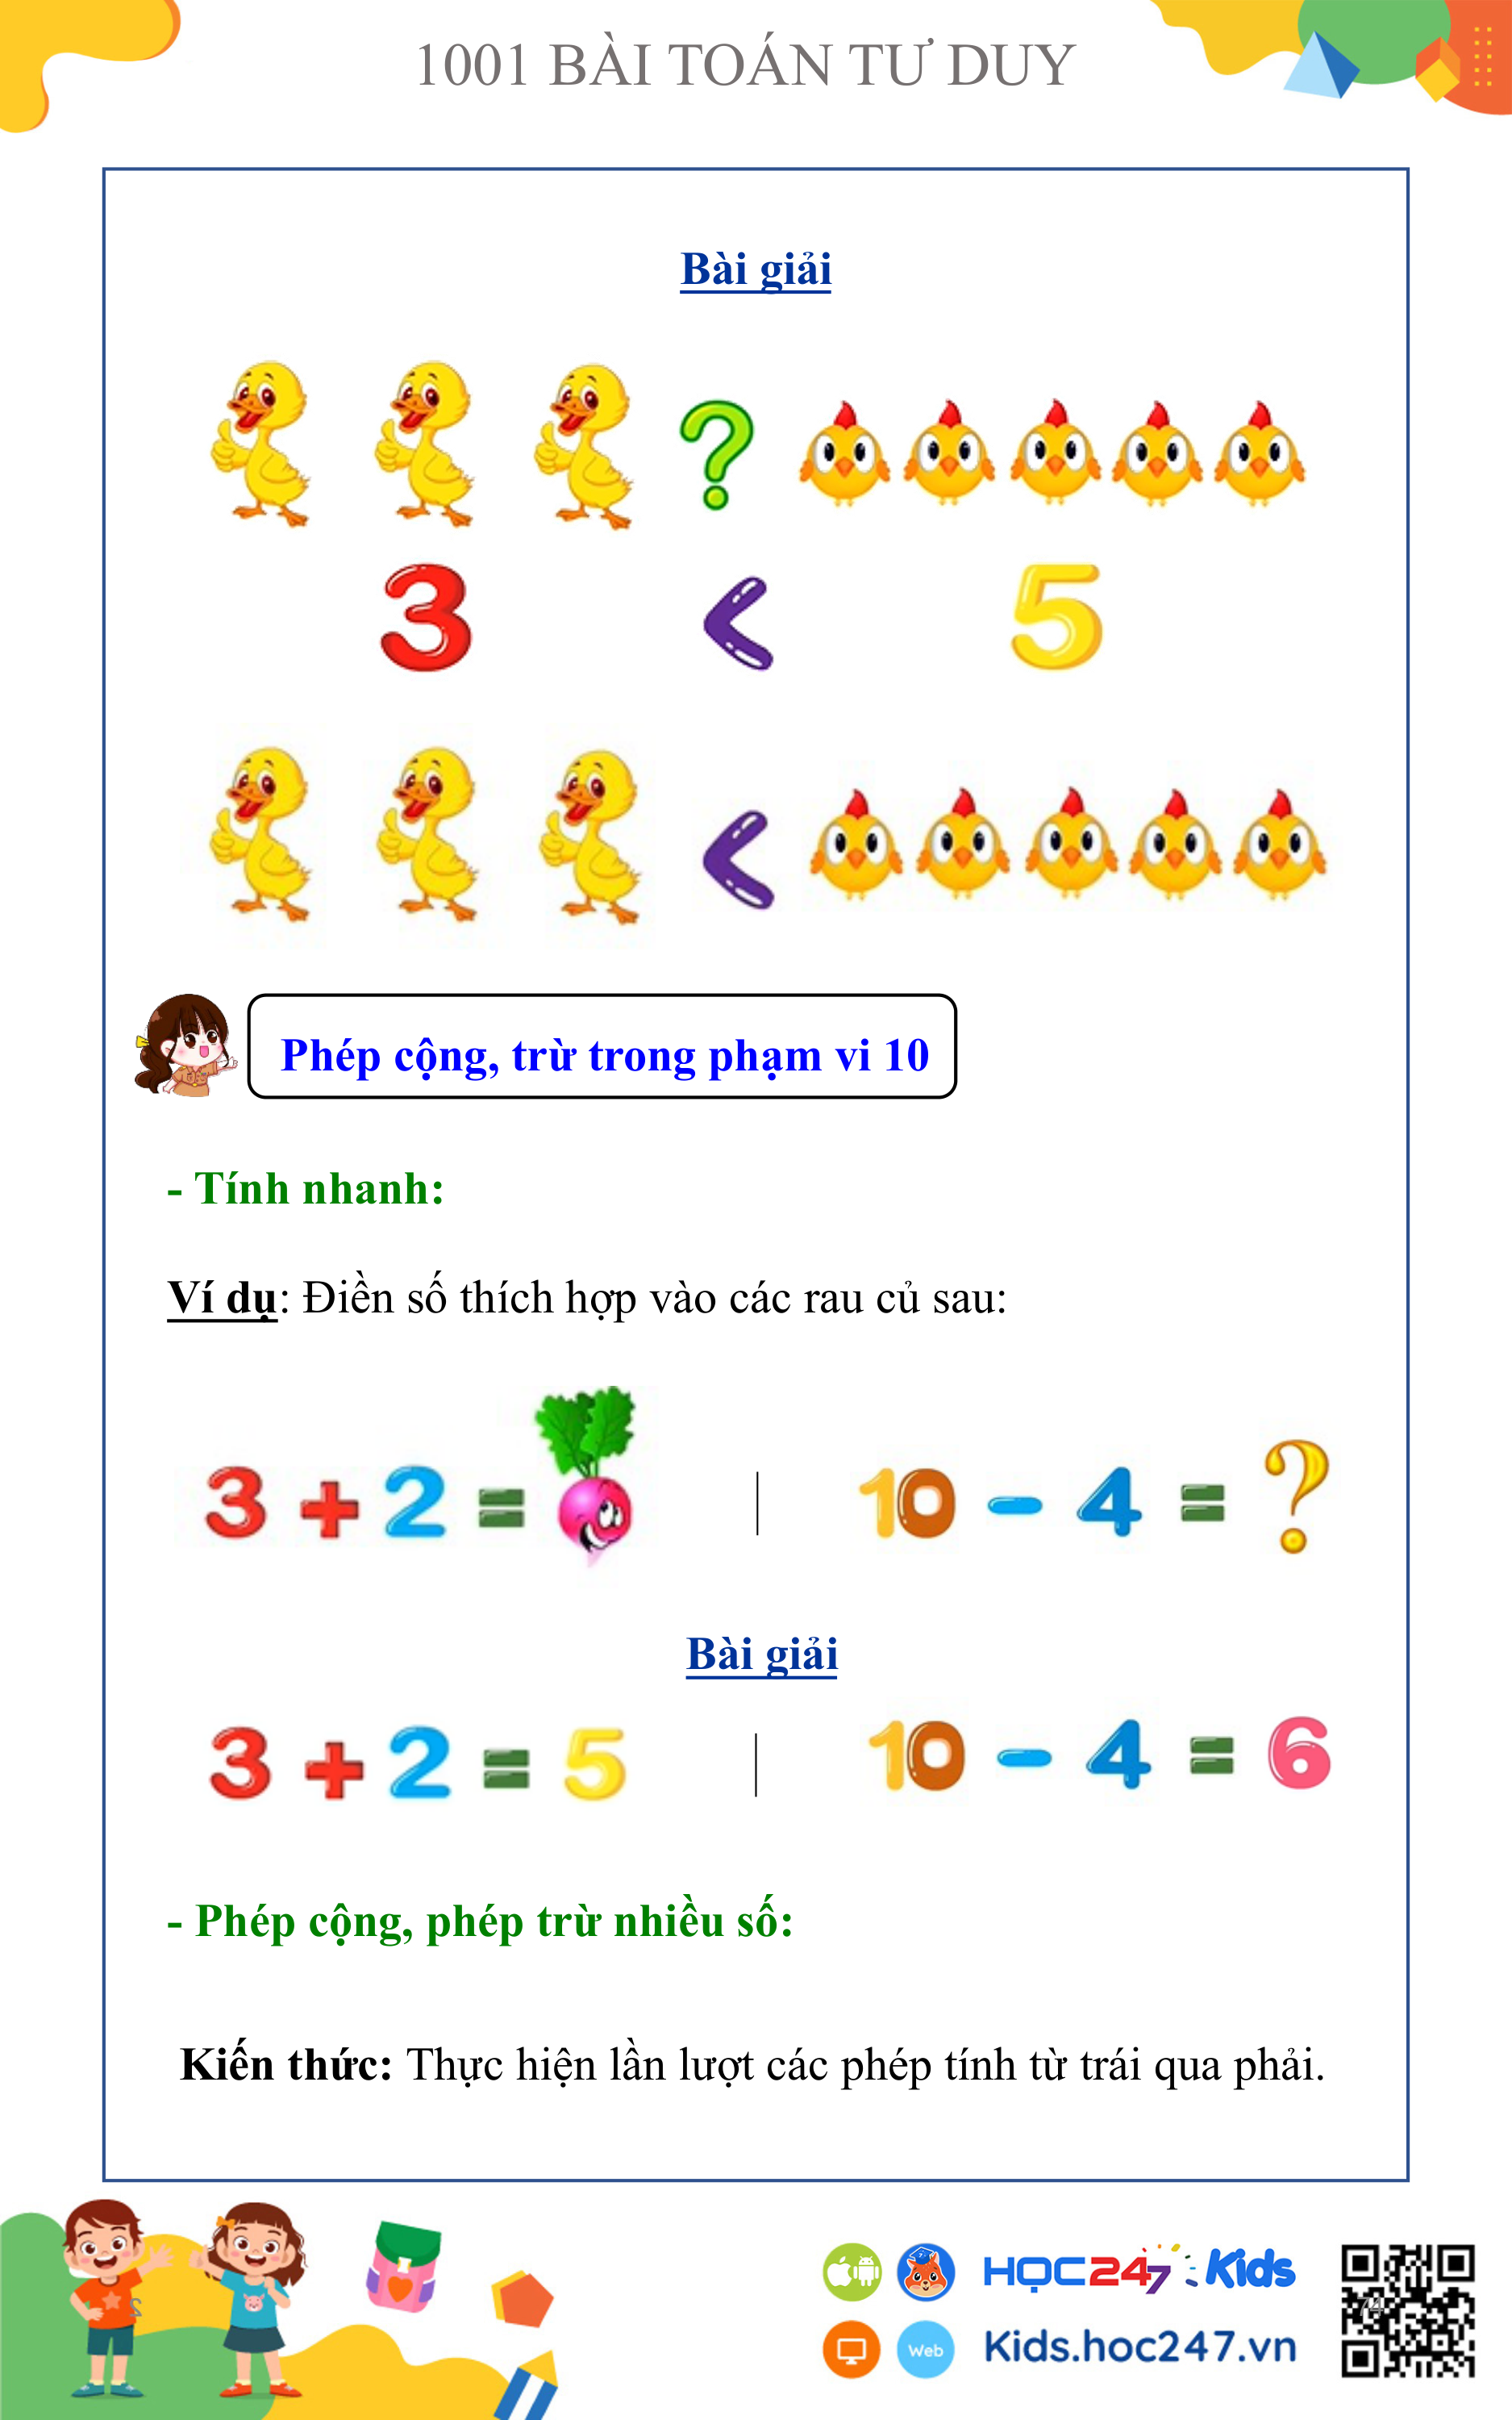 1001 BÀI TOÁN TƯ DUY
Bài giải
?
3 < 5
<
Phép cộng, trừ trong phạm vi 10
- Tính nhanh:
Ví dụ: Điền số thích hợp vào các rau củ sau:
3 + 2 = | 10 - 4 = ?
Bài giải
3 + 2 = 5 | 10 - 4 = 6
- Phép cộng, phép trừ nhiều số:
Kiến thức: Thực hiện lần lượt các phép tính từ trái qua phải.
HỌC247 Kids
Web Kids.hoc247.vn
74
2